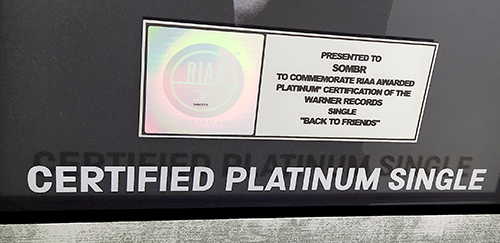 RIAA
PRESENTED TO
SOMBR
TO COMMEMORATE RIAA AWARDED
PLATINUM" CERTIFICATION OF THE
WARNER RECORDS
SINGLE
"BACK TO FRIENDS"
CERTIFIED PLATINUM SINGLE